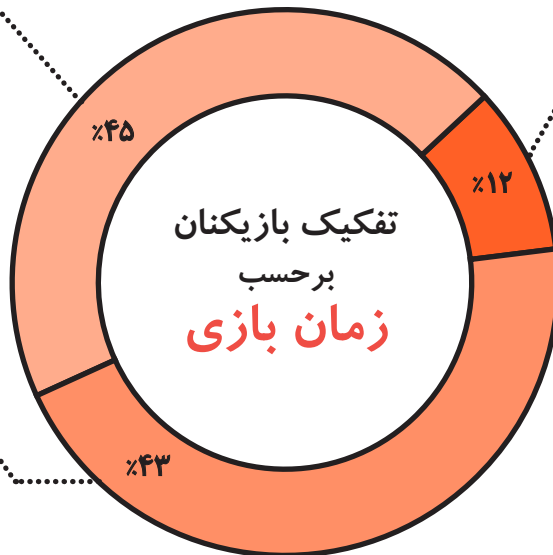 ٪۴۵
٪۱۲
تفکیک بازیکنان
برحسب
زمان بازی
٪۴۳